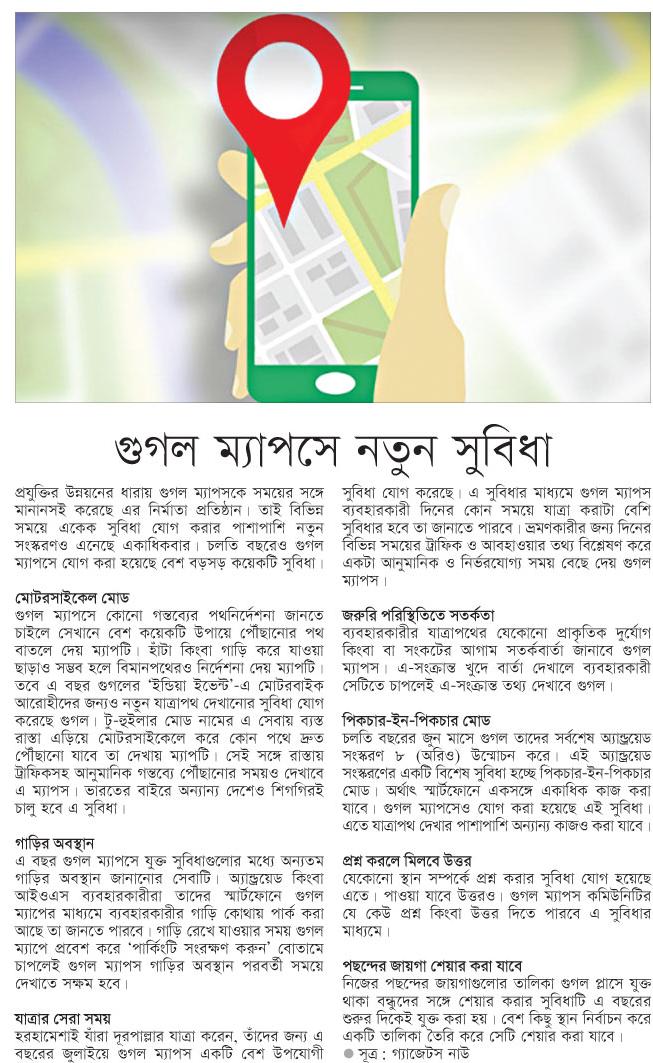 গুগল ম্যাপসে নতুন সুবিধা
প্রযুক্তির উন্নয়নের ধারায় গুগল ম্যাপসকে সময়ের সঙ্গে
মানানসই করেছে এর নির্মাতা প্রতিষ্ঠান। তাই বিভিন্ন
সময়ে একেক সুবিধা যোগ করার পাশাপাশি নতুন
সংস্করণও এনেছে একাধিকবার। চলতি বছরেও গুগল
ম্যাপসে যোগ করা হয়েছে বেশ বড়সড় কয়েকটি সুবিধা।
মোটরসাইকেল মোড
গুগল ম্যাপসে কোনো গন্তব্যের পথনির্দেশনা জানতে
চাইলে সেখানে বেশ কয়েকটি উপায়ে পৌঁছানোর পথ
বাতলে দেয় ম্যাপটি। হাঁটা কিংবা গাড়ি করে যাওয়া
ছাড়াও সম্ভব হলে বিমানপথেরও নির্দেশনা দেয় ম্যাপটি।
তবে এ বছর গুগলের ‘ইন্ডিয়া ইভেন্ট’-এ মোটরবাইক
আরোহীদের জন্যও নতুন যাত্রাপথ দেখানোর সুবিধা যোগ
করেছে গুগল। টু-হুইলার মোড নামের এ সেবায় ব্যস্ত
রাস্তা এড়িয়ে মোটরসাইকেলে করে কোন পথে দ্রুত
পৌঁছানো যাবে তা দেখায় ম্যাপটি। সেই সঙ্গে রাস্তায়
ট্রাফিকসহ আনুমানিক গন্তব্যে পৌঁছানোর সময়ও দেখাবে
এ ম্যাপস। ভারতের বাইরে অন্যান্য দেশেও শিগগিরই
চালু হবে এ সুবিধা।
গাড়ির অবস্থান
এ বছর গুগল ম্যাপসে যুক্ত সুবিধাগুলোর মধ্যে অন্যতম
গাড়ির অবস্থান জানানোর সেবাটি। অ্যান্ড্রয়েড কিংবা
আইওএস ব্যবহারকারীরা তাদের স্মার্টফোনে গুগল
ম্যাপের মাধ্যমে ব্যবহারকারীর গাড়ি কোথায় পার্ক করা
আছে তা জানতে পারবে। গাড়ি রেখে যাওয়ার সময় গুগল
ম্যাপে প্রবেশ করে ‘পার্কিংটি সংরক্ষণ করুন’ বোতামে
চাপলেই গুগল ম্যাপস গাড়ির অবস্থান পরবর্তী সময়ে
দেখাতে সক্ষম হবে।
যাত্রার সেরা সময়
হরহামেশাই যাঁরা দূরপাল্লার যাত্রা করেন, তাঁদের জন্য এ
বছরের জুলাইয়ে গুগল ম্যাপস একটি বেশ উপযোগী
সুবিধা যোগ করেছে। এ সুবিধার মাধ্যমে গুগল ম্যাপস
ব্যবহারকারী দিনের কোন সময়ে যাত্রা করাটা বেশি
সুবিধার হবে তা জানাতে পারবে। ভ্রমণকারীর জন্য দিনের
বিভিন্ন সময়ের ট্রাফিক ও আবহাওয়ার তথ্য বিশ্লেষণ করে
একটা আনুমানিক ও নির্ভরযোগ্য সময় বেছে দেয় গুগল
ম্যাপস।
জরুরি পরিস্থিতিতে সতর্কতা
ব্যবহারকারীর যাত্রাপথের যেকোনো প্রাকৃতিক দুর্যোগ
কিংবা বা সংকটের আগাম সতর্কবার্তা জানাবে গুগল
ম্যাপস। এ-সংক্রান্ত খুদে বার্তা দেখালে ব্যবহারকারী
সেটিতে চাপলেই এ-সংক্রান্ত তথ্য দেখাবে গুগল।
পিকচার-ইন-পিকচার মোড
চলতি বছরের জুন মাসে গুগল তাদের সর্বশেষ অ্যান্ড্রয়েড
সংস্করণ ৮ (অরিও) উন্মোচন করে। এই অ্যান্ড্রয়েড
সংস্করণের একটি বিশেষ সুবিধা হচ্ছে পিকচার-ইন-পিকচার
মোড। অর্থাৎ স্মার্টফোনে একসঙ্গে একাধিক কাজ করা
যাবে। গুগল ম্যাপসেও যোগ করা হয়েছে এই সুবিধা।
এতে যাত্রাপথ দেখার পাশাপাশি অন্যান্য কাজও করা যাবে।
প্রশ্ন করলে মিলবে উত্তর
যেকোনো স্থান সম্পর্কে প্রশ্ন করার সুবিধা যোগ হয়েছে
এতে। পাওয়া যাবে উত্তরও। গুগল ম্যাপস কমিউনিটির
যে কেউ প্রশ্ন কিংবা উত্তর দিতে পারবে এ সুবিধার
মাধ্যমে।
পছন্দের জায়গা শেয়ার করা যাবে
নিজের পছন্দের জায়গাগুলোর তালিকা গুগল প্লাসে যুক্ত
থাকা বন্ধুদের সঙ্গে শেয়ার করার সুবিধাটি এ বছরের
শুরুর দিকেই যুক্ত করা হয়। বেশ কিছু স্থান নির্বাচন করে
একটি তালিকা তৈরি করে সেটি শেয়ার করা যাবে।
● সূত্র : গ্যাজেটস নাউ